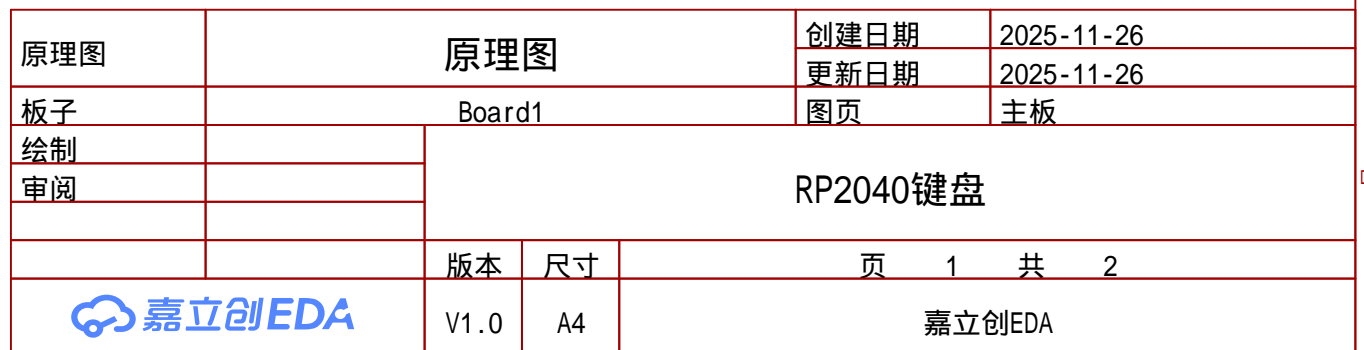 原理图 原理图 创建日期 2025-11-26
更新日期 2025-11-26
板子 Board1 图页 主板
绘制
审阅
RP2040键盘
版本 尺寸 页 1 共 2
嘉立创EDA V1.0 A4 嘉立创EDA